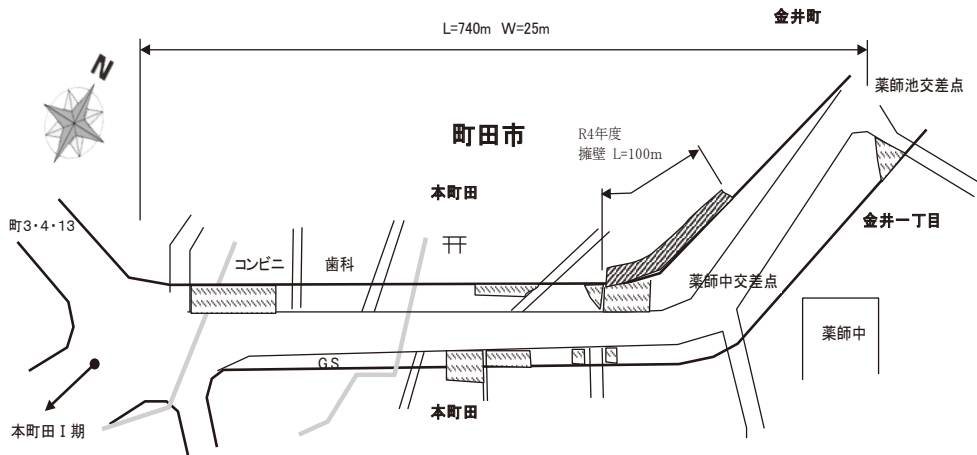 金井町
L=740m W=25m
N
薬師池交差点
町田市
R4年度
擁壁 L=100m
本町田
金井一丁目
町3・4・13
コンビニ
歯科
薬師中交差点
薬師中
G.S
本町田
本町田Ⅰ期